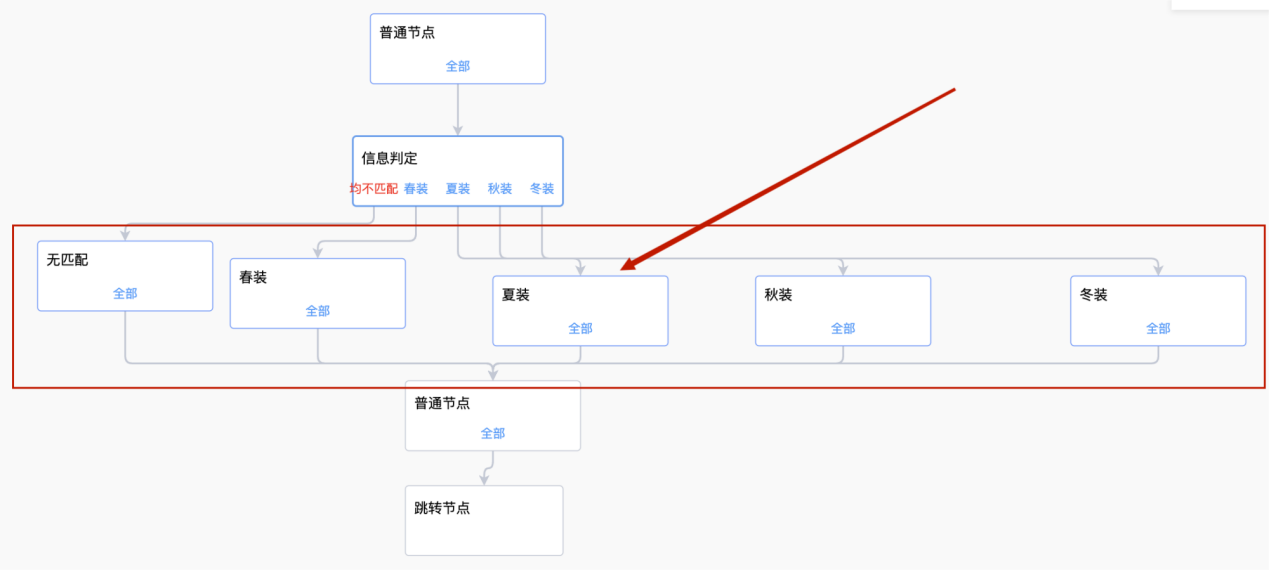 普通节点
全部
信息判定
均不匹配 春装 夏装 秋装 冬装
无匹配
全部
春装
全部
夏装
全部
秋装
全部
冬装
全部
普通节点
全部
跳转节点